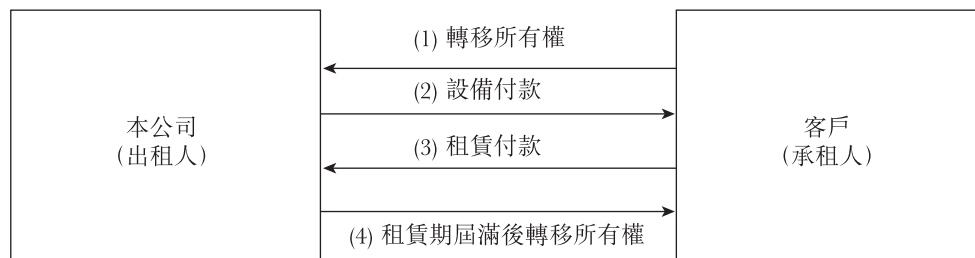 (1) 轉移所有權
(2) 設備付款
本公司
(出租人)
客戶
(承租人)
(3) 租賃付款
(4) 租賃期屆滿後轉移所有權